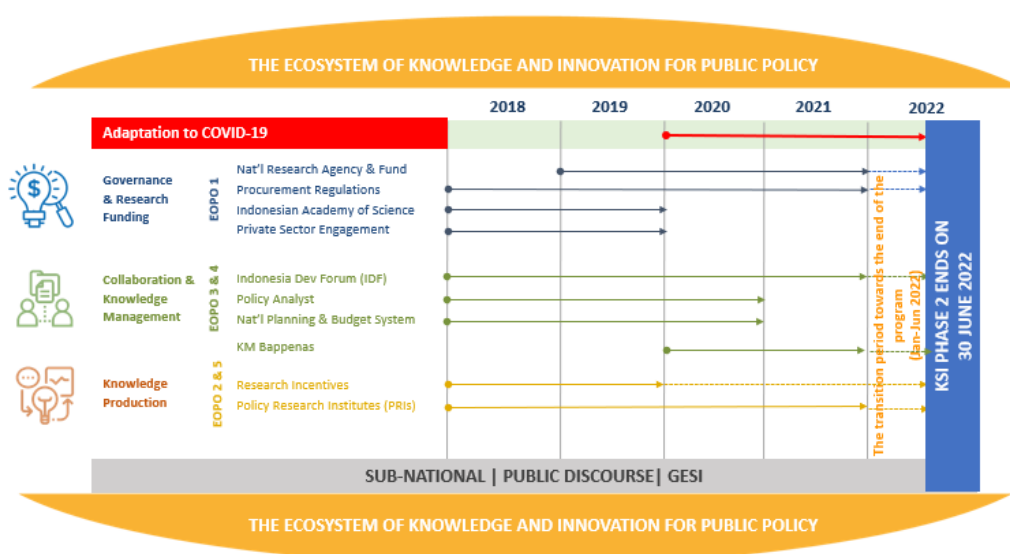 THE ECOSYSTEM OF KNOWLEDGE AND INNOVATION FOR PUBLIC POLICY
2018 2019 2020 2021 2022
Adaptation to COVID-19
$
Governance
& Research
Funding
EOPO 1
Nat'l Research Agency & Fund
Procurement Regulations
Indonesian Academy of Science
Private Sector Engagement
Collaboration &
Knowledge
Management
EOPO 3 & 4
Indonesia Dev Forum (IDF)
Policy Analyst
Nat'l Planning & Budget System
KM Bappenas
Knowledge
Production
EOPO 2 & 5
Research Incentives
Policy Research Institutes (PRIs)
The transition period towards the end of the
program
(Jan-Jun 2022)
KSI PHASE 2 ENDS ON
30 JUNE 2022
SUB-NATIONAL | PUBLIC DISCOURSE| GESI
THE ECOSYSTEM OF KNOWLEDGE AND INNOVATION FOR PUBLIC POLICY